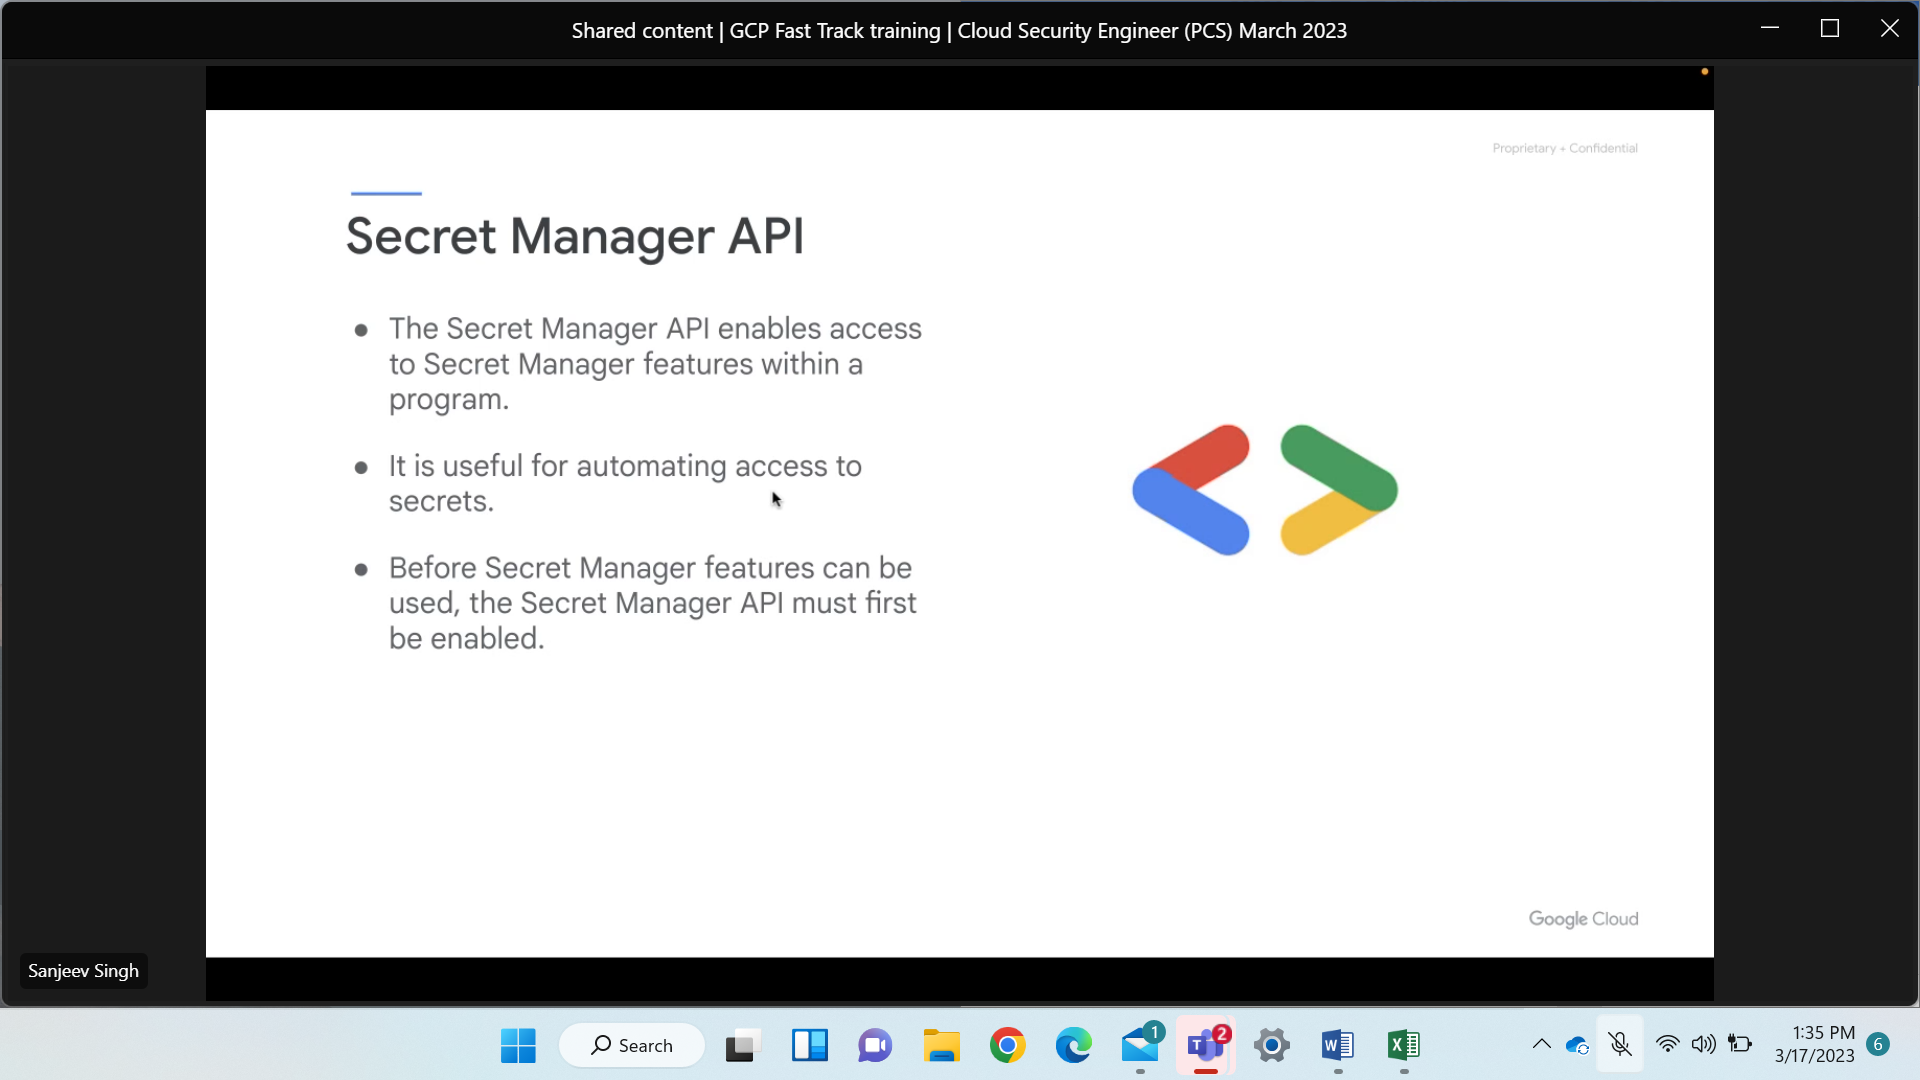 Shared content | GCP Fast Track training | Cloud Security Engineer (PCS) March 2023
Proprietary + Confidential
Secret Manager API
● The Secret Manager API enables access
to Secret Manager features within a
program.
● It is useful for automating access to
secrets.
● Before Secret Manager features can be
used, the Secret Manager API must first
be enabled.
Google Cloud
Sanjeev Singh
Search
1
2
1:35 PM
3/17/2023
6